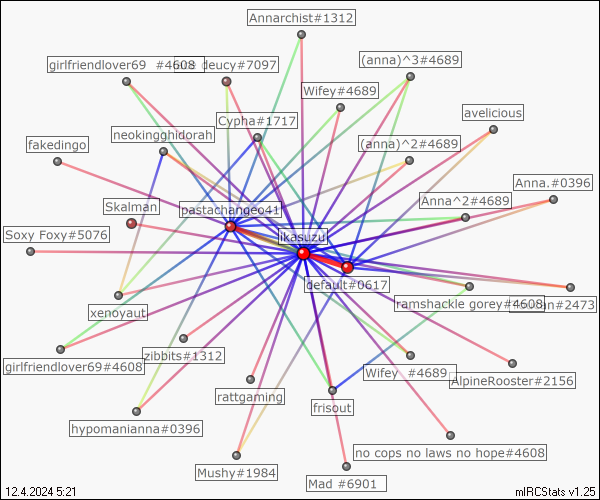 Annarchist#1312
girlfriendlover69 #4608
deucy#7097
(anna)^3#4689
Wifey#4689
avelicious
Cypha#1717
neokingghidorah
fakedingo
(anna)^2#4689
Anna.#0396
Anna^2#4689
Skalman
pastachangeo41
Soxy Foxy#5076
ikasuzu
default#0617
ramshackle gorey#4608
#2473
xenoyaut
zibbits#1312
girlfriendlover69#4608
Wifey #4689
AlpineRooster#2156
rattgaming
frisout
hypomanianna#0396
no cops no laws no hope#4608
Mushy#1984
Mad #6901
12.4.2024 5:21
mIRCStats v1.25